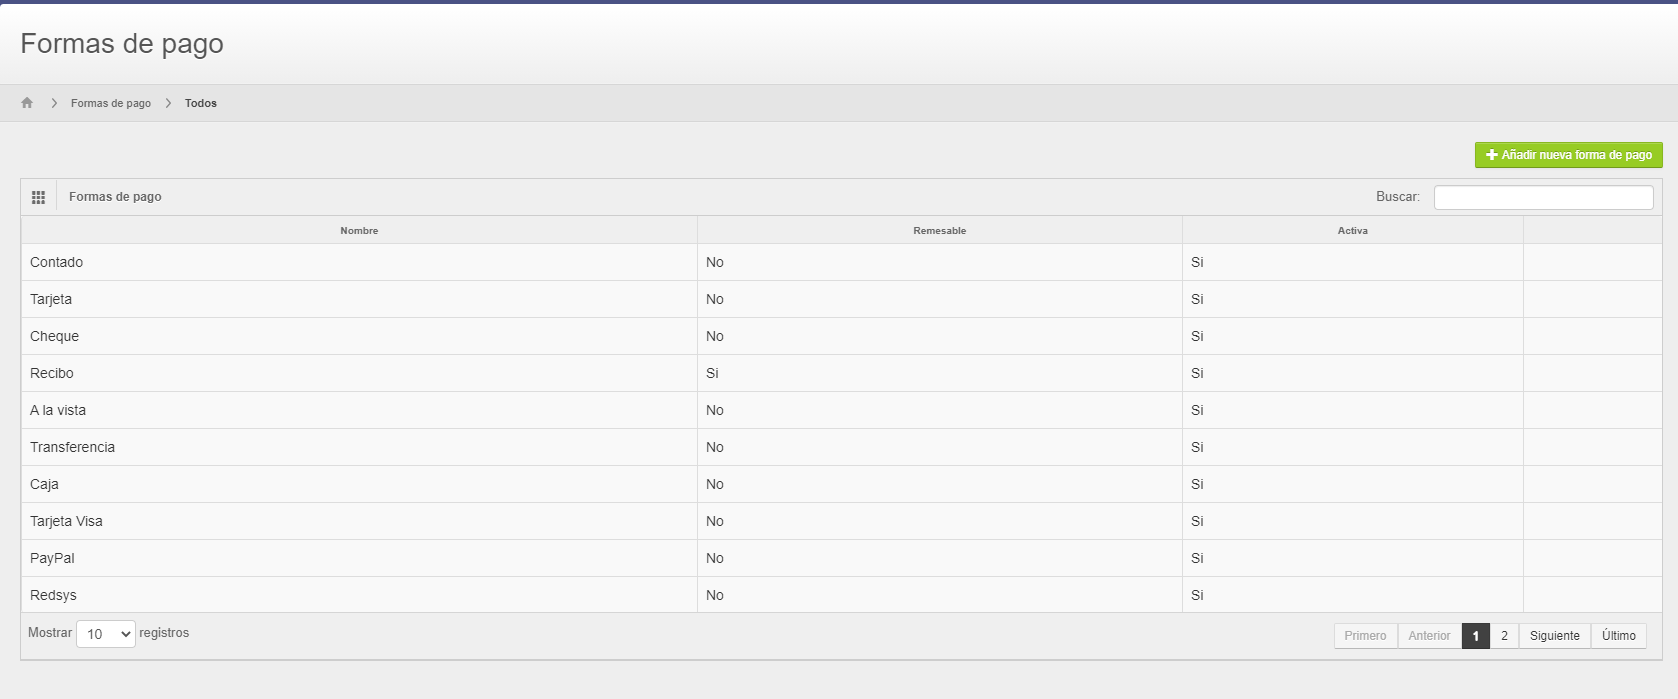 Formas de pago
Formas de pago Todos
Añadir nueva forma de pago
Formas de pago Buscar:
Nombre Remesable Activa
Contado No Si
Tarjeta No Si
Cheque No Si
Recibo Si Si
A la vista No Si
Transferencia No Si
Caja No Si
Tarjeta Visa No Si
PayPal No Si
Redsys No Si
Mostrar 10 registros Primero Anterior 1 2 Siguiente Último